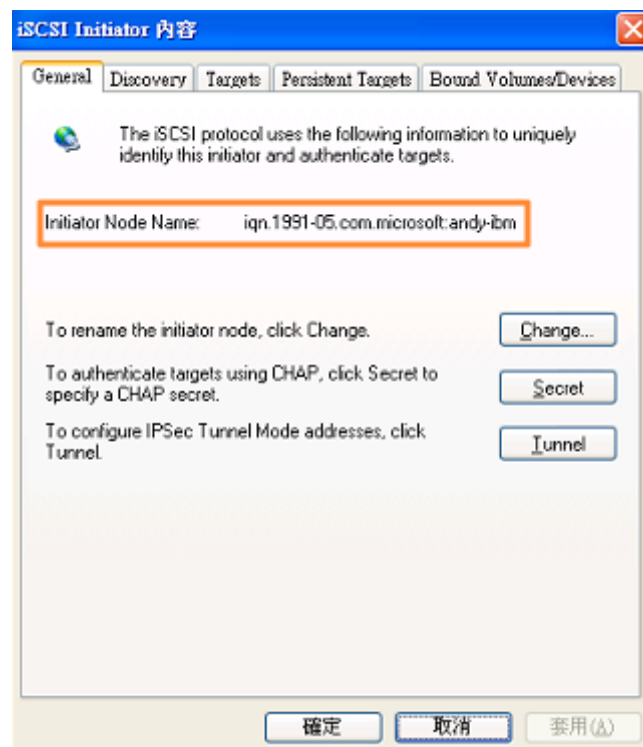 iSCSI Initiator 內容
General Discovery Targets Persistent Targets Bound Volumes/Devices
The iSCSI protocol uses the following information to uniquely
identify this initiator and authenticate targets.
Initiator Node Name: iqn.1991-05.com.microsoft:andy-ibm
To rename the initiator node, click Change.
Change...
To authenticate targets using CHAP, click Secret to
specify a CHAP secret.
Secret
To configure IPSec Tunnel Mode addresses, click
Tunnel.
Tunnel
確定 取消 套用(A)